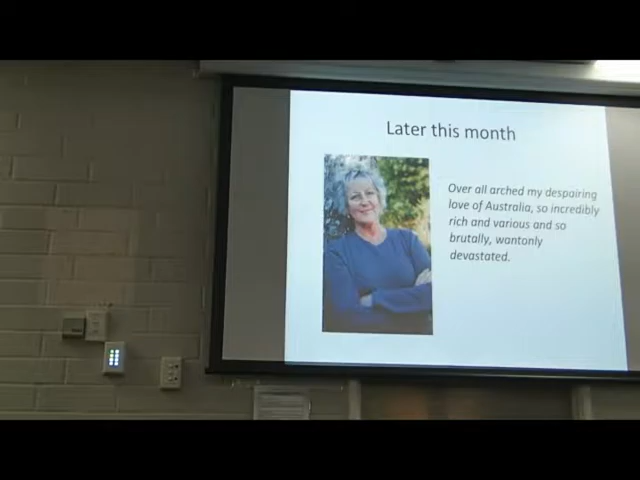 Later this month
Over all arched my despairing
love of Australia, so incredibly
rich and various and so
brutally, wantonly
devastated.